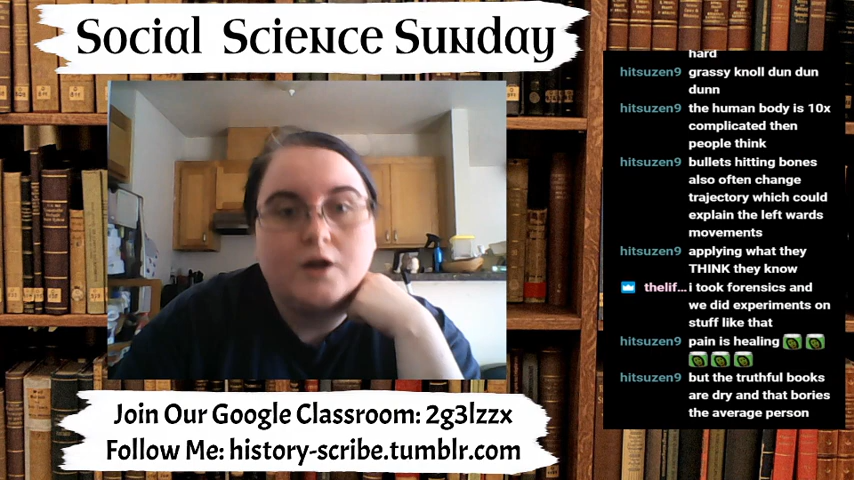 Social Science Sunday
hard
hitsuzen9 grassy knoll dun dun
dunn
hitsuzen9 the human body is 10x
complicated then
people think
hitsuzen9 bullets hitting bones
also often change
trajectory which could
explain the left wards
movements
hitsuzen9 applying what they
THINK they know
thelif... i took forensics and
we did experiments on
stuff like that
hitsuzen9 pain is healing
hitsuzen9 but the truthful books
are dry and that bories
the average person
Join Our Google Classroom: 2g3lzzx
Follow Me: history-scribe.tumblr.com